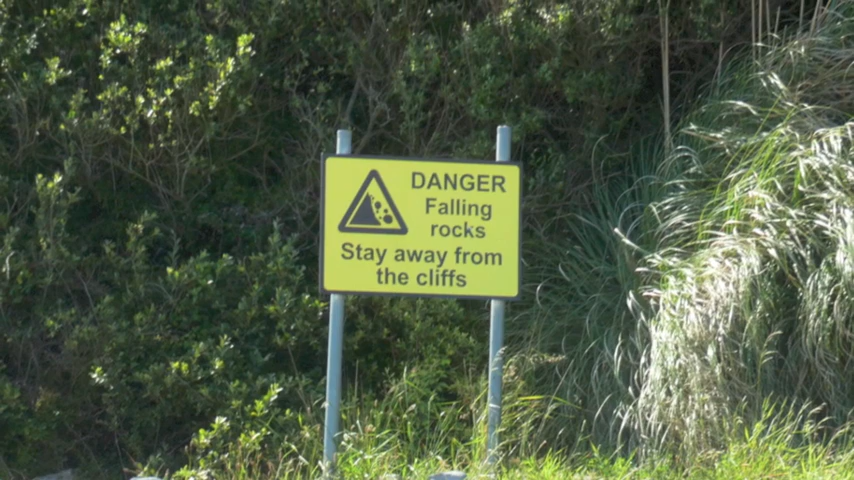 DANGER
Falling
rocks
Stay away from
the cliffs